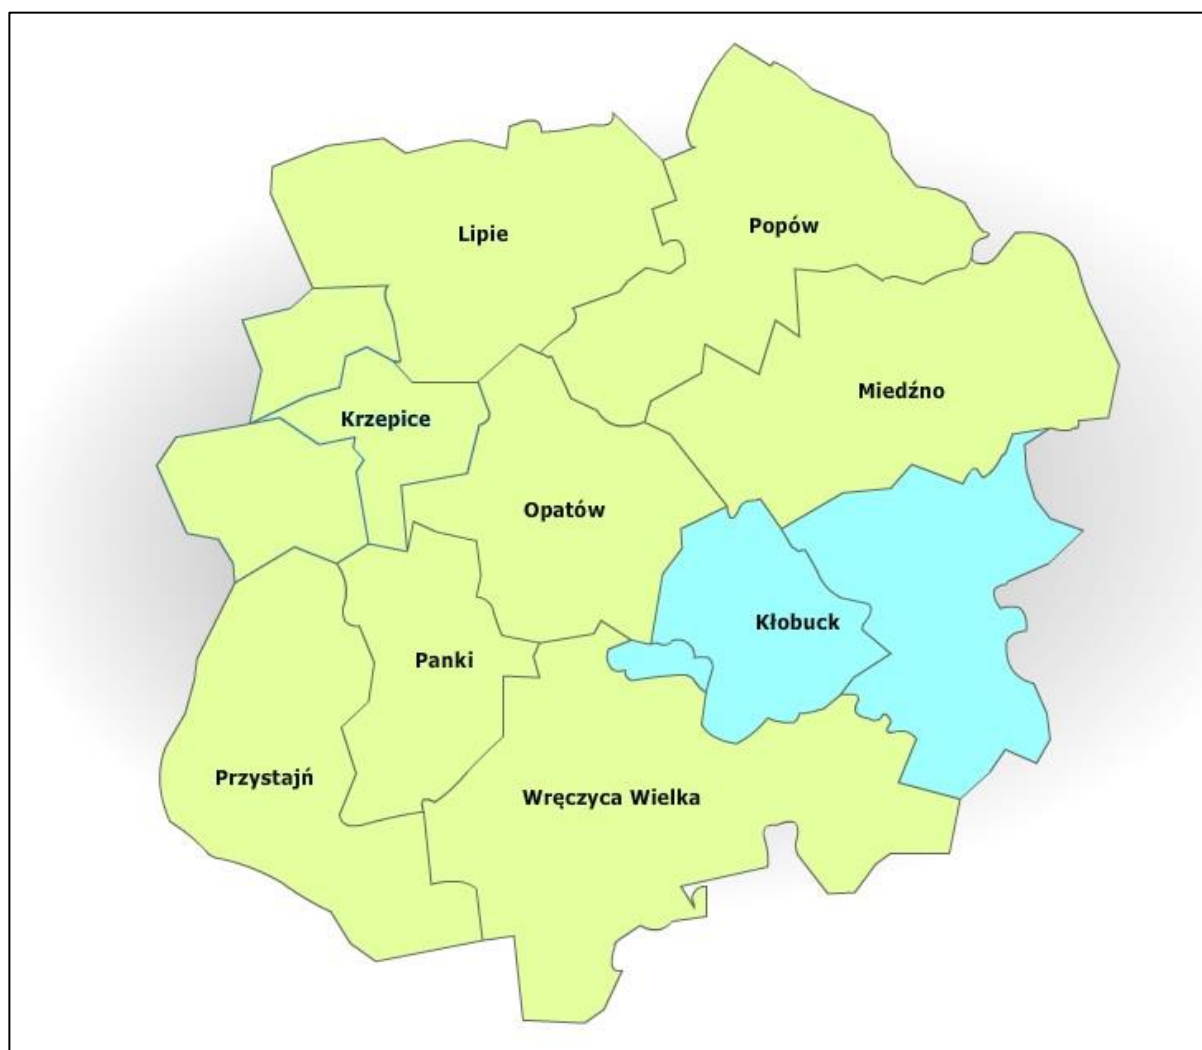 Popów
Lipie
Miedźno
Krzepice
Opatów
Kłobuck
Panki
Przystajń
Wręczyca Wielka